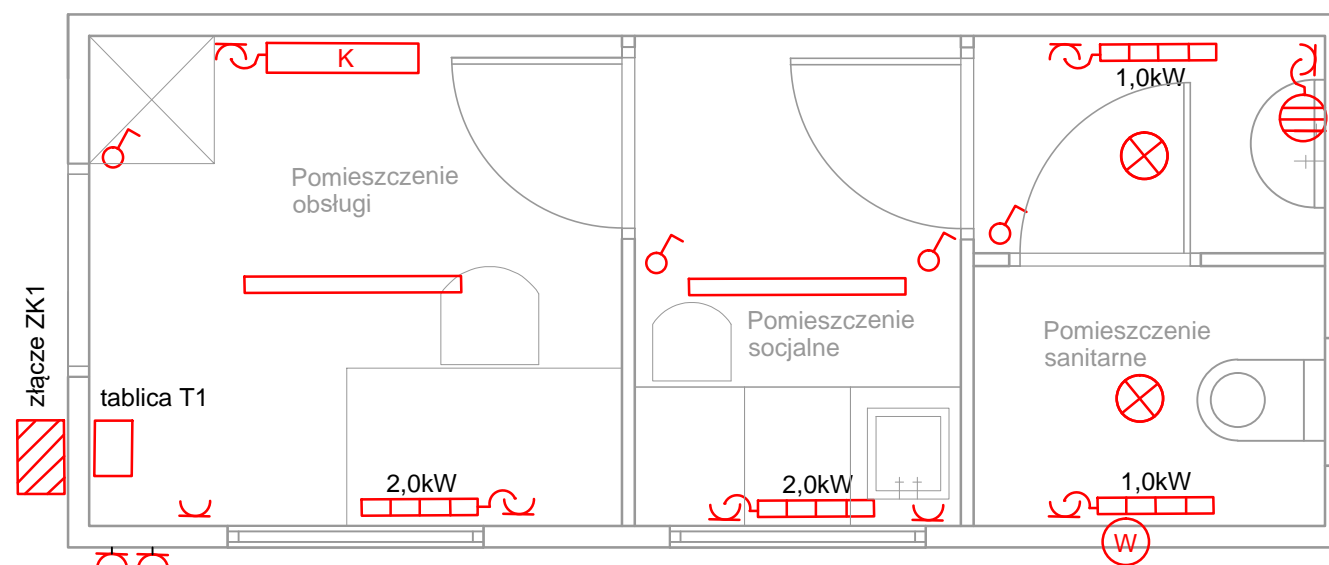 K
1,0kW
Pomieszczenie
obsługi
złącze ZK1
tablica T1
2,0kW
Pomieszczenie
socjalne
2,0kW
Pomieszczenie
sanitarne
1,0kW
W